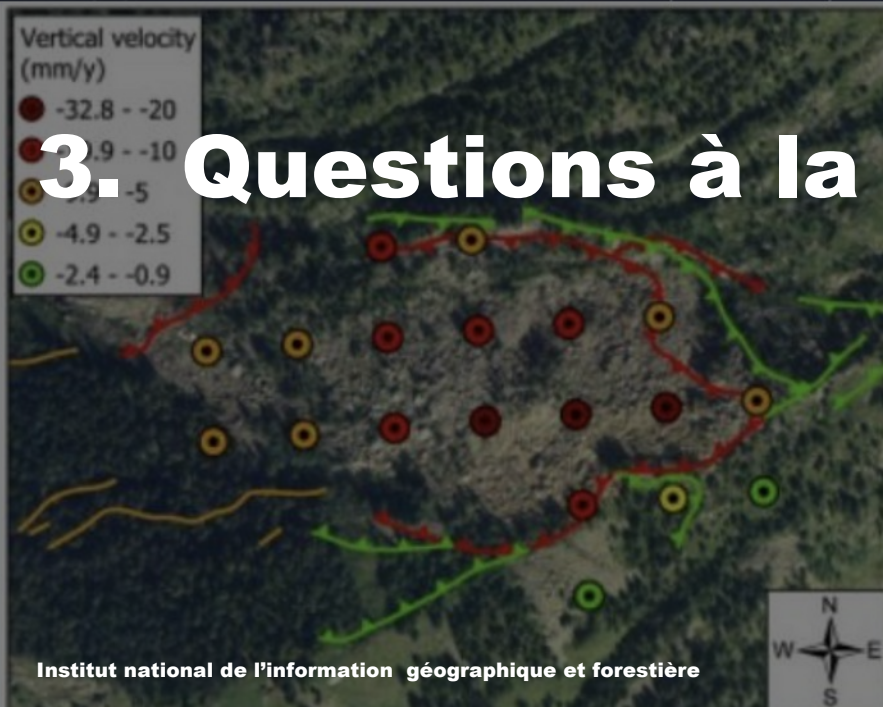 Vertical velocity
(mm/y)
-32.8 - -20
.9 - -10
3. Questions à la
-5
-4.9 - -2.5
-2.4 - -0.9
N
W E
S
Institut national de l’information géographique et forestière